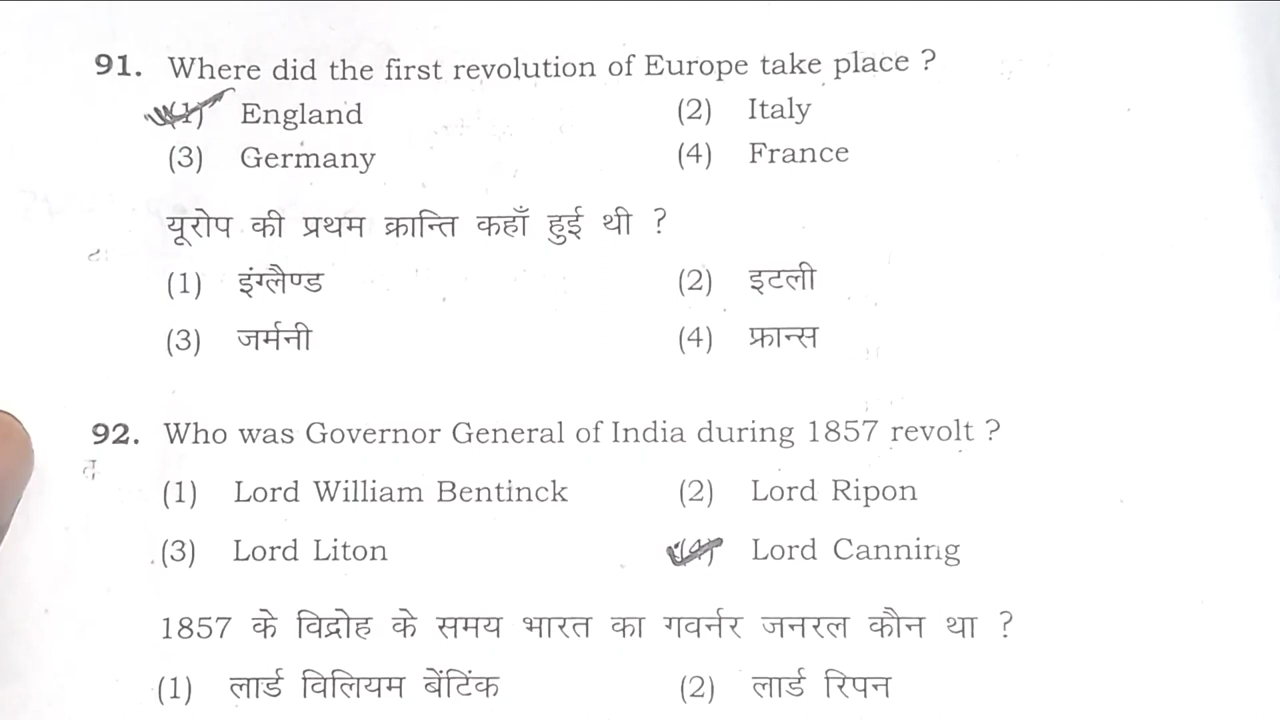 91. Where did the first revolution of Europe take place ?
(1) England (2) Italy
(3) Germany (4) France
यूरोप की प्रथम क्रान्ति कहाँ हुई थी ?
(1) इंग्लैण्ड (2) इटली
(3) जर्मनी (4) फ्रान्स
92. Who was Governor General of India during 1857 revolt ?
(1) Lord William Bentinck (2) Lord Ripon
(3) Lord Liton (4) Lord Canning
1857 के विद्रोह के समय भारत का गवर्नर जनरल कौन था ?
(1) लार्ड विलियम बेंटिंक (2) लार्ड रिपन